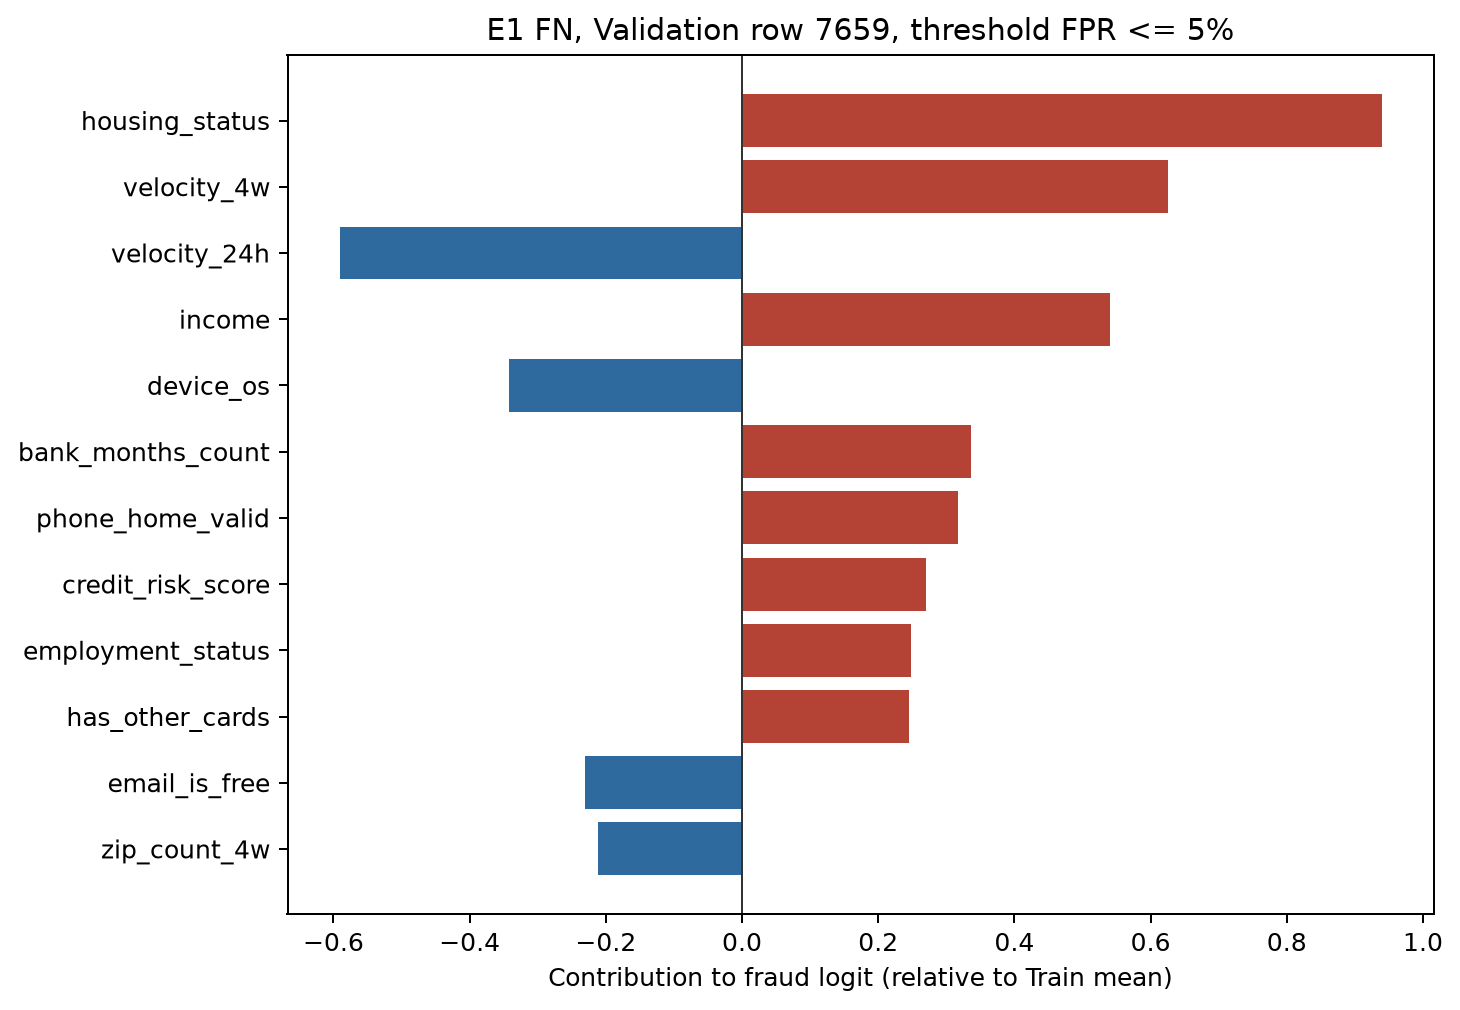 E1 FN, Validation row 7659, threshold FPR <= 5%
housing_status
velocity_4w
velocity_24h
income
device_os
bank_months_count
phone_home_valid
credit_risk_score
employment_status
has_other_cards
email_is_free
zip_count_4w
−0.6 −0.4 −0.2 0.0 0.2 0.4 0.6 0.8 1.0
Contribution to fraud logit (relative to Train mean)